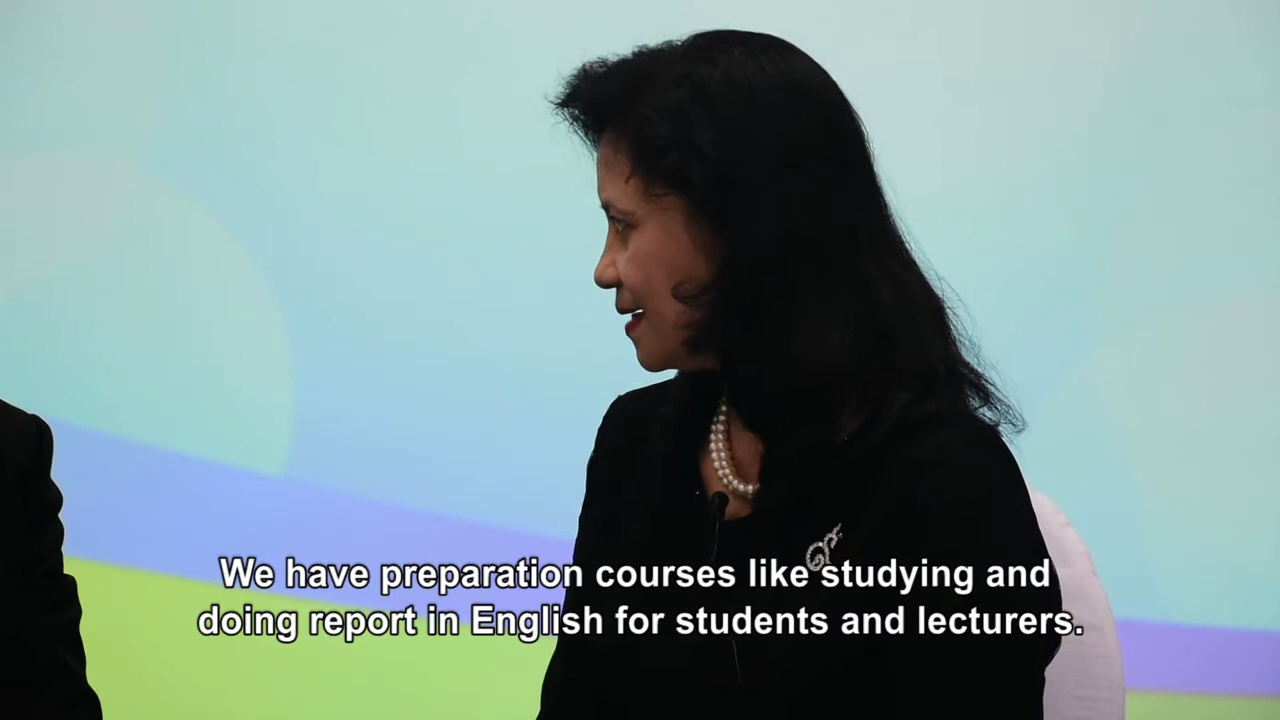 We have preparation courses like studying and
doing report in English for students and lecturers.